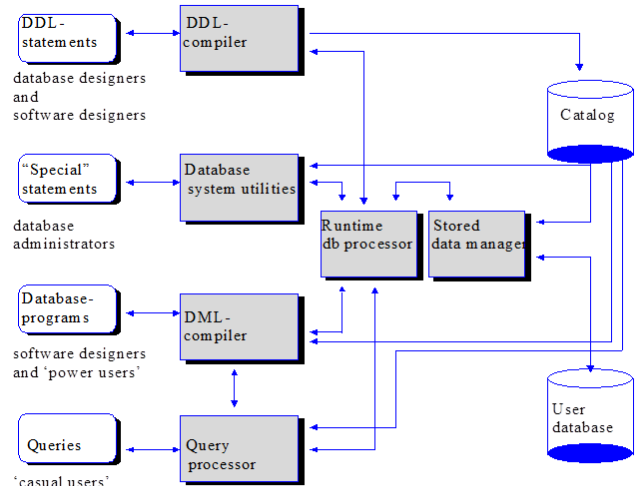 DDL-
statements
DDL-
compiler
database designers
and
software designers
Catalog
“Special”
statements
Database
system utilities
database
administrators
Runtime
db processor
Stored
data manager
Database-
programs
DML-
compiler
software designers
and ‘power users’
User
database
Queries
Query
processor
‘casual users’